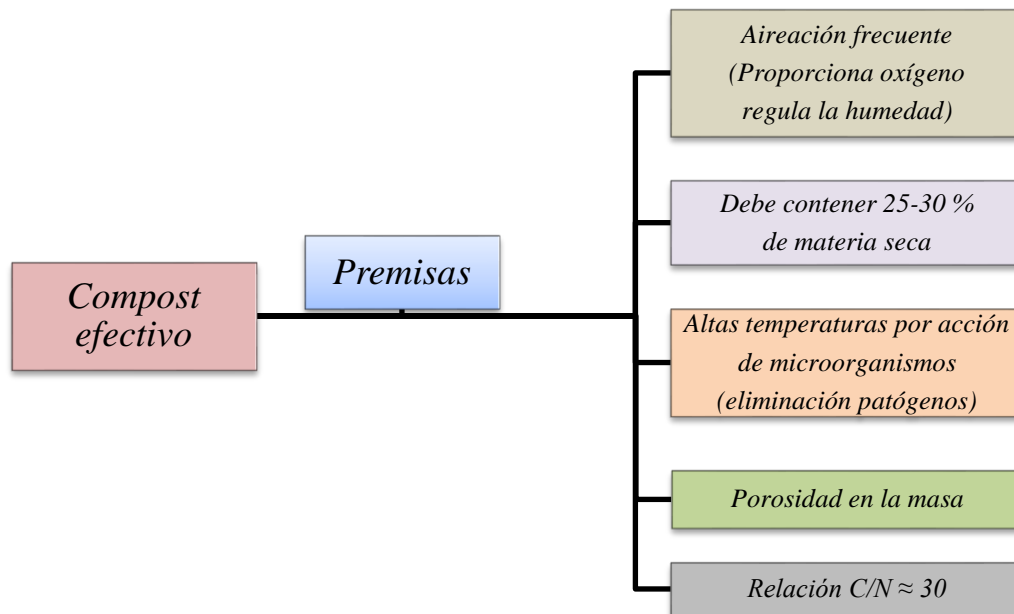 Compost
efectivo
Premisas
Aireación frecuente
(Proporciona oxígeno
regula la humedad)
Debe contener 25-30 %
de materia seca
Altas temperaturas por acción
de microorganismos
(eliminación patógenos)
Porosidad en la masa
Relación C/N ≈ 30